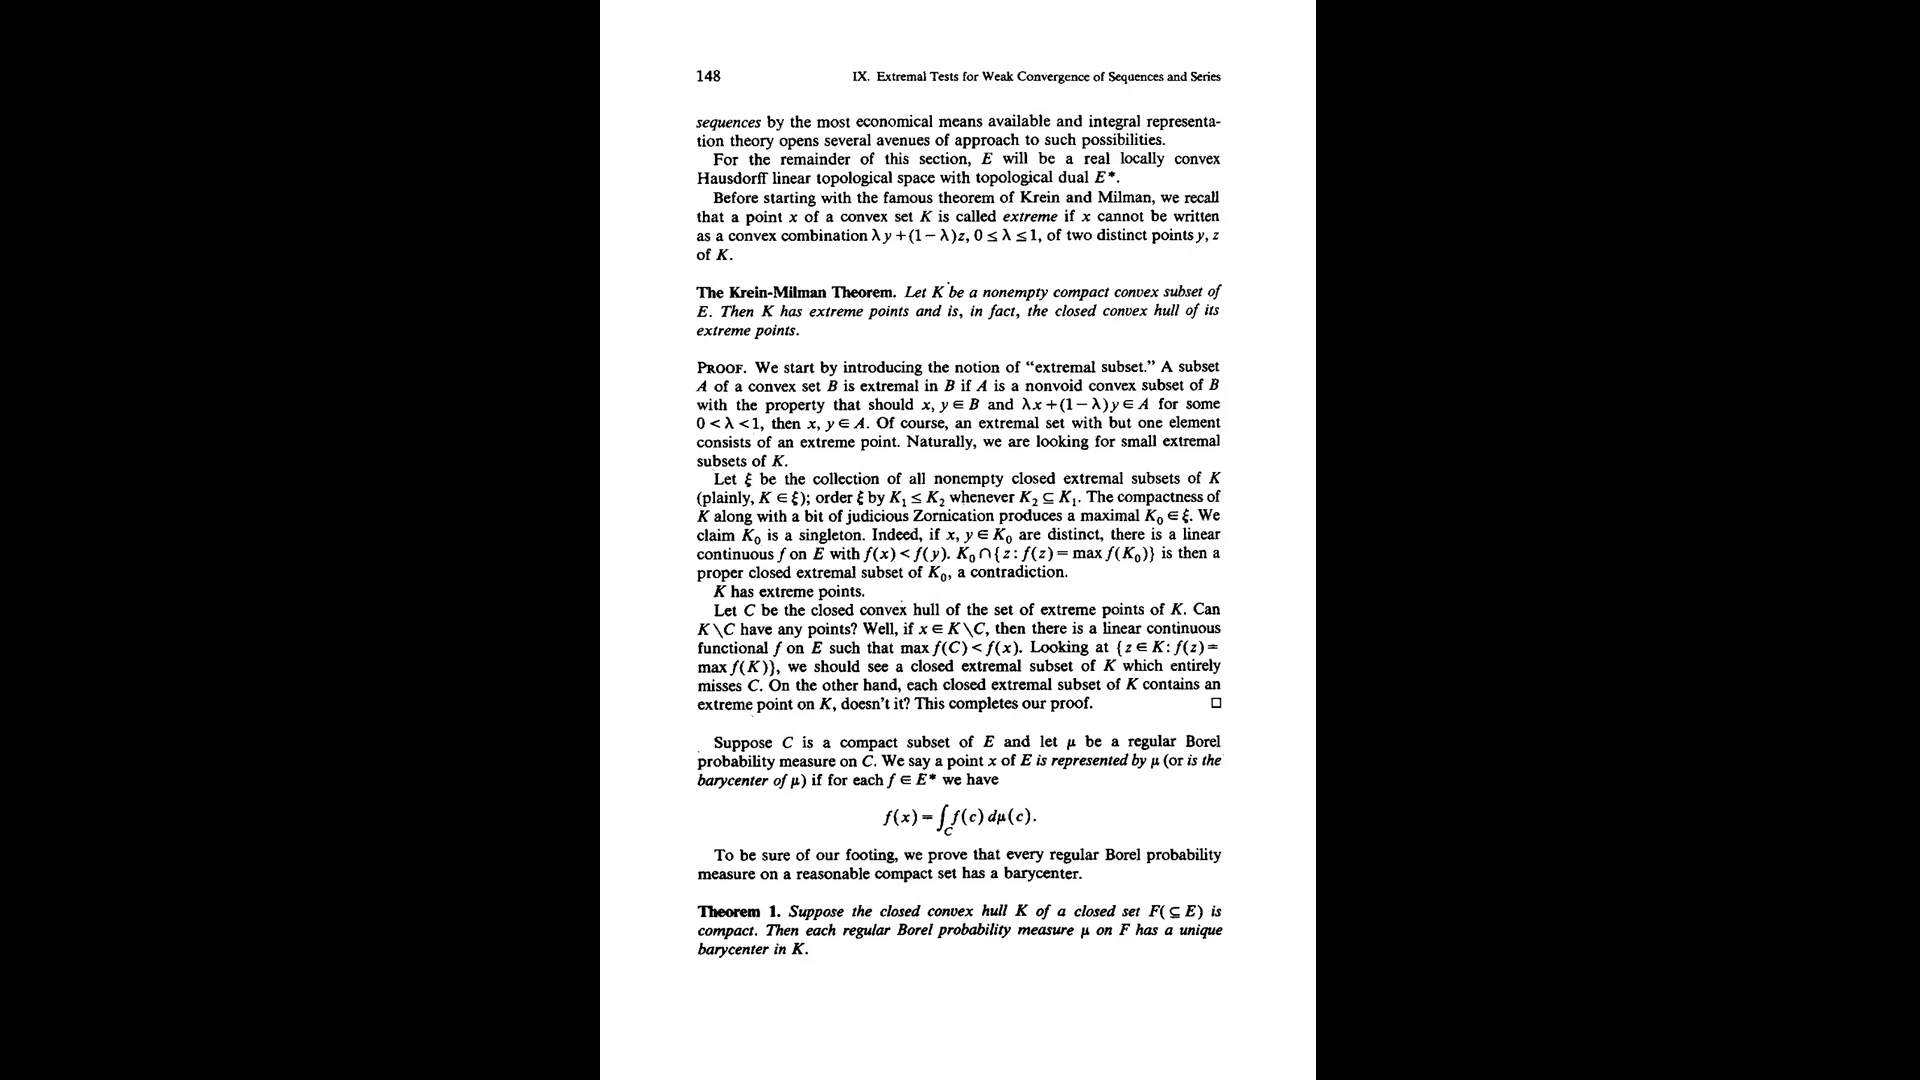 148 IX. Extremal Tests for Weak Convergence of Sequences and Series
sequences by the most economical means available and integral representa-
tion theory opens several avenues of approach to such possibilities.
For the remainder of this section, E will be a real locally convex
Hausdorff linear topological space with topological dual E*.
Before starting with the famous theorem of Krein and Milman, we recall
that a point x of a convex set K is called extreme if x cannot be written
as a convex combination λy + (1 − λ)z, 0 ≤ λ ≤ 1, of two distinct points y, z
of K.
The Krein-Milman Theorem. Let K be a nonempty compact convex subset of
E. Then K has extreme points and is, in fact, the closed convex hull of its
extreme points.
PROOF. We start by introducing the notion of “extremal subset.” A subset
A of a convex set B is extremal in B if A is a nonvoid convex subset of B
with the property that should x, y ∈ B and λx + (1 − λ)y ∈ A for some
0 < λ < 1, then x, y ∈ A. Of course, an extremal set with but one element
consists of an extreme point. Naturally, we are looking for small extremal
subsets of K.
Let ξ be the collection of all nonempty closed extremal subsets of K
(plainly, K ∈ ξ); order ξ by K₁ ≤ K₂ whenever K₂ ⊆ K₁. The compactness of
K along with a bit of judicious Zornication produces a maximal K₀ ∈ ξ. We
claim K₀ is a singleton. Indeed, if x, y ∈ K₀ are distinct, there is a linear
continuous f on E with f(x) < f(y). K₀ ∩ {z : f(z) = max f(K₀)} is then a
proper closed extremal subset of K₀, a contradiction.
K has extreme points.
Let C be the closed convex hull of the set of extreme points of K. Can
K\C have any points? Well, if x ∈ K\C, then there is a linear continuous
functional f on E such that max f(C) < f(x). Looking at {z ∈ K: f(z) =
max f(K)}, we should see a closed extremal subset of K which entirely
misses C. On the other hand, each closed extremal subset of K contains an
extreme point on K, doesn’t it? This completes our proof. □
Suppose C is a compact subset of E and let μ be a regular Borel
probability measure on C. We say a point x of E is represented by μ (or is the
barycenter of μ) if for each f ∈ E* we have
f(x) = ∫_C f(c) dμ(c).
To be sure of our footing, we prove that every regular Borel probability
measure on a reasonable compact set has a barycenter.
Theorem 1. Suppose the closed convex hull K of a closed set F(⊆ E) is
compact. Then each regular Borel probability measure μ on F has a unique
barycenter in K.